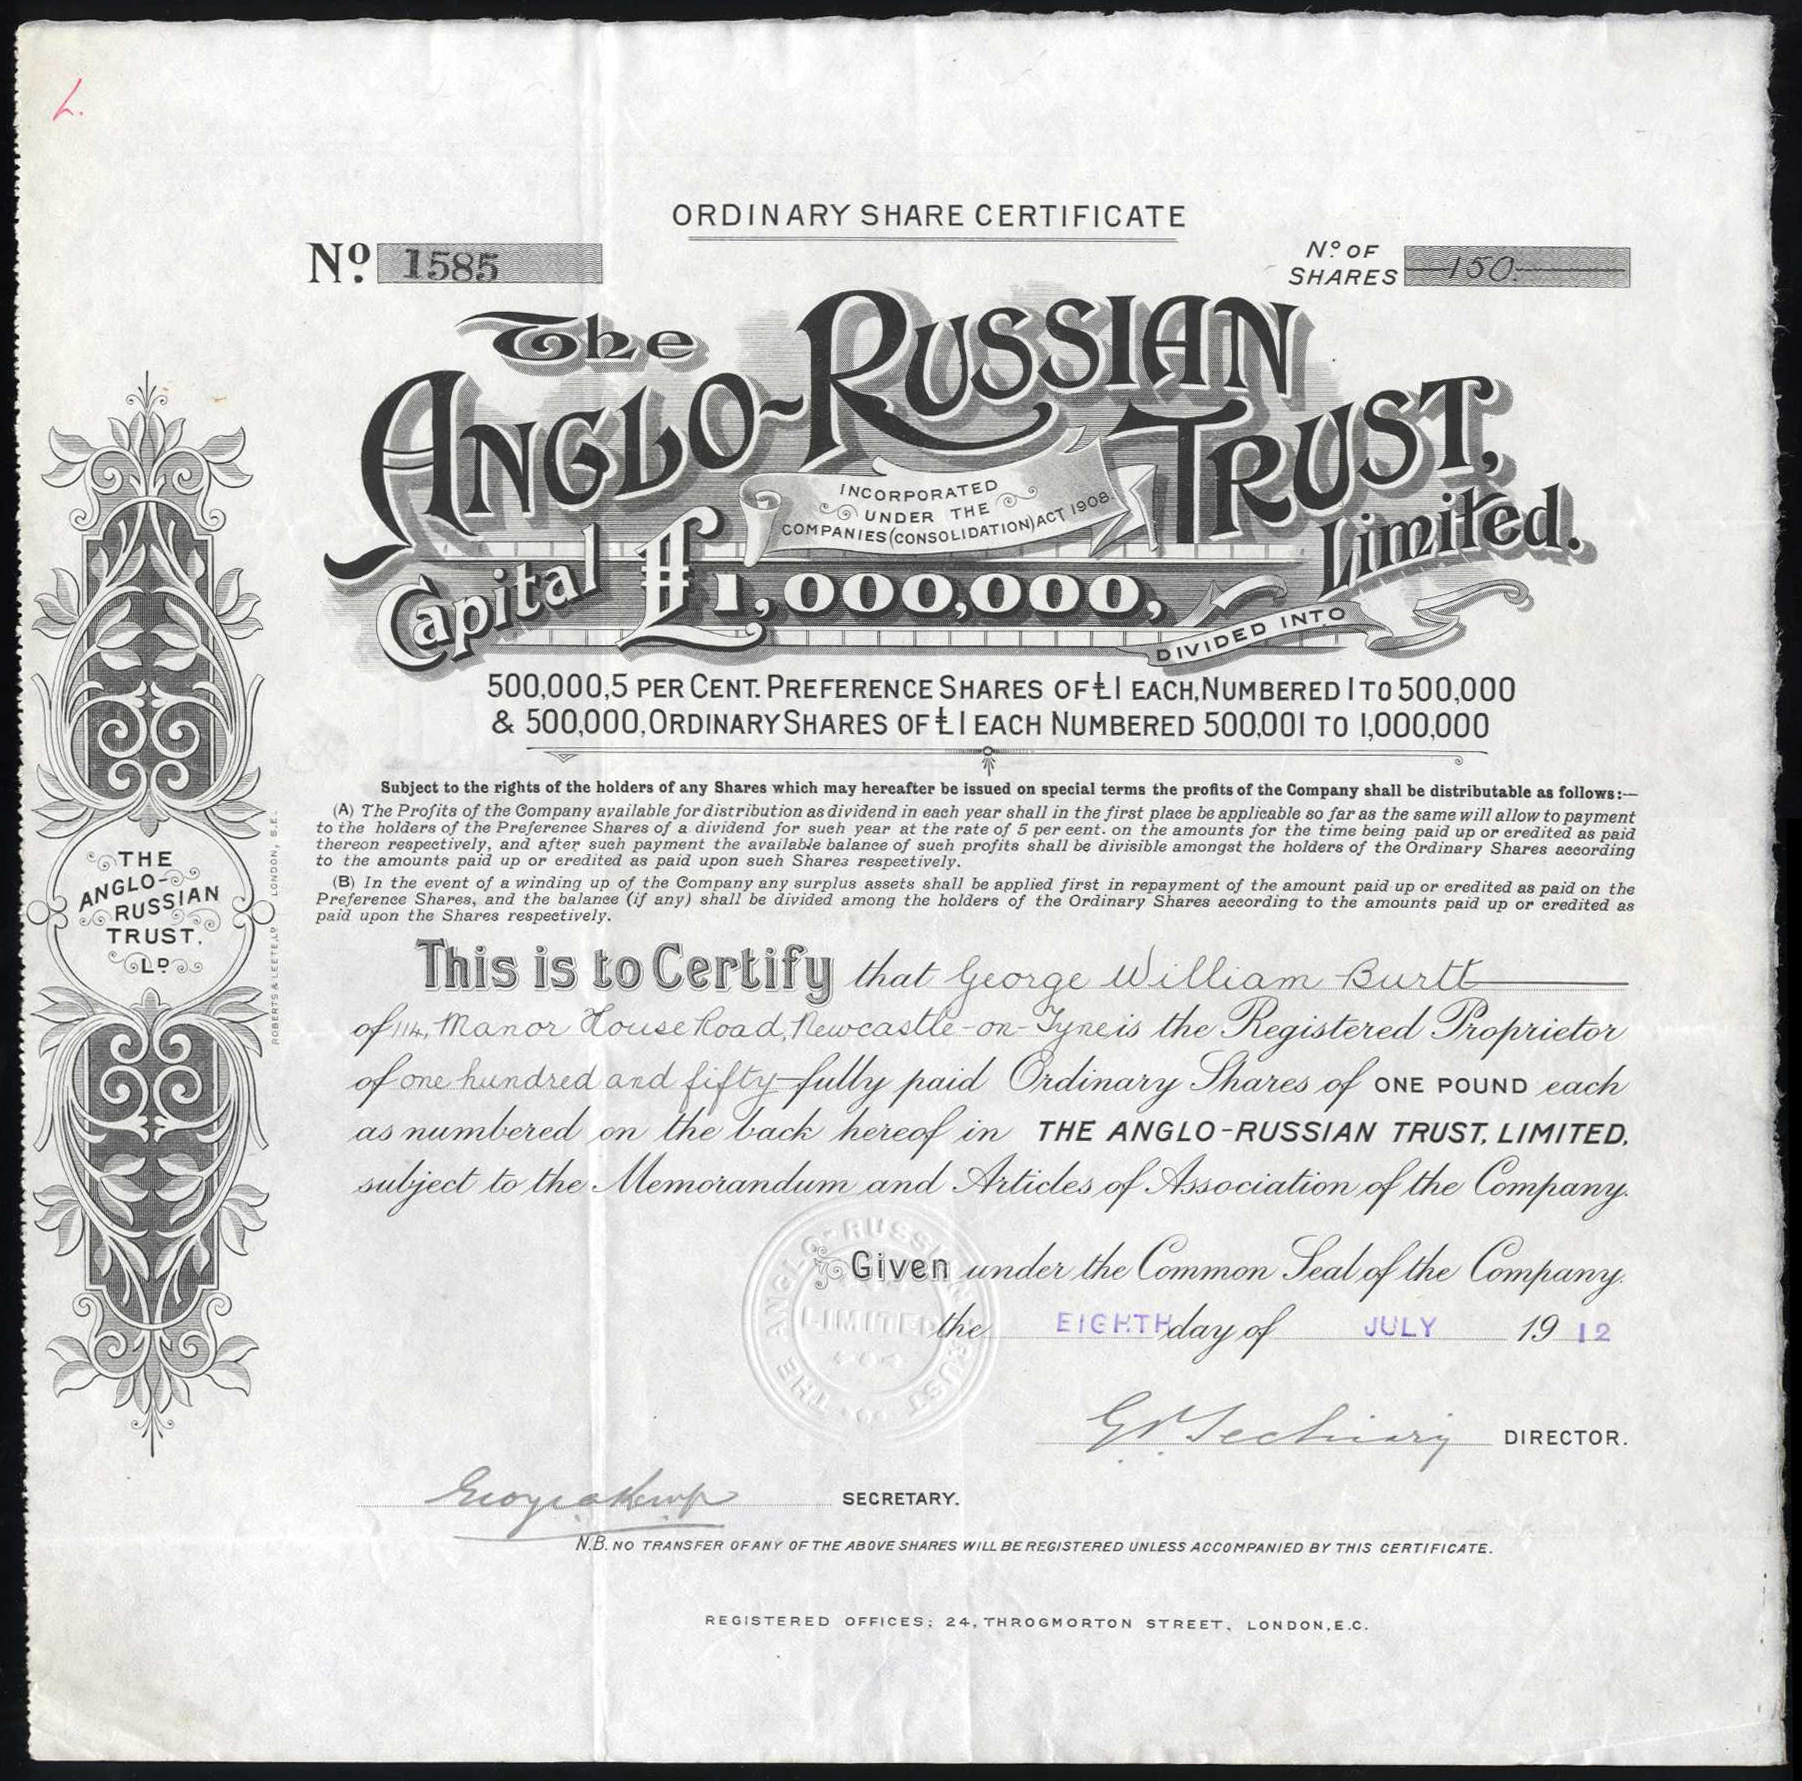 L.
ORDINARY SHARE CERTIFICATE
No. 1585
No. OF SHARES 150
The
ANGLO-RUSSIAN
TRUST,
Limited.
INCORPORATED
UNDER THE
COMPANIES (CONSOLIDATION) ACT 1908.
Capital £1,000,000,
DIVIDED INTO
500,000, 5 PER CENT. PREFERENCE SHARES OF £1 EACH, NUMBERED 1 TO 500,000
& 500,000, ORDINARY SHARES OF £1 EACH NUMBERED 500,001 TO 1,000,000
Subject to the rights of the holders of any Shares which may hereafter be issued on special terms the profits of the Company shall be distributable as follows:—
(A) The Profits of the Company available for distribution as dividend in each year shall in the first place be applicable so far as the same will allow to payment
to the holders of the Preference Shares of a dividend for such year at the rate of 5 per cent. on the amounts for the time being paid up or credited as paid
thereon respectively, and after such payment the available balance of such profits shall be divisible amongst the holders of the Ordinary Shares according
to the amounts paid up or credited as paid upon such Shares respectively.
(B) In the event of a winding up of the Company any surplus assets shall be applied first in repayment of the amount paid up or credited as paid on the
Preference Shares, and the balance (if any) shall be divided among the holders of the Ordinary Shares according to the amounts paid up or credited as
paid upon the Shares respectively.
THE
ANGLO-
RUSSIAN
TRUST,
LD
ROBERTS & LEETE, LD LONDON, S.E.
This is to Certify that George William Burtt
of 114, Manor House Road, Newcastle-on-Tyne is the Registered Proprietor
of one hundred and fifty fully paid Ordinary Shares of ONE POUND each
as numbered on the back hereof in THE ANGLO-RUSSIAN TRUST, LIMITED,
subject to the Memorandum and Articles of Association of the Company.
THE ANGLO-RUSSIAN TRUST
LIMITED
Given under the Common Seal of the Company.
the EIGHTH day of JULY 1912
DIRECTOR.
George Kemp SECRETARY.
N.B. NO TRANSFER OF ANY OF THE ABOVE SHARES WILL BE REGISTERED UNLESS ACCOMPANIED BY THIS CERTIFICATE.
REGISTERED OFFICES; 24, THROGMORTON STREET, LONDON, E.C.